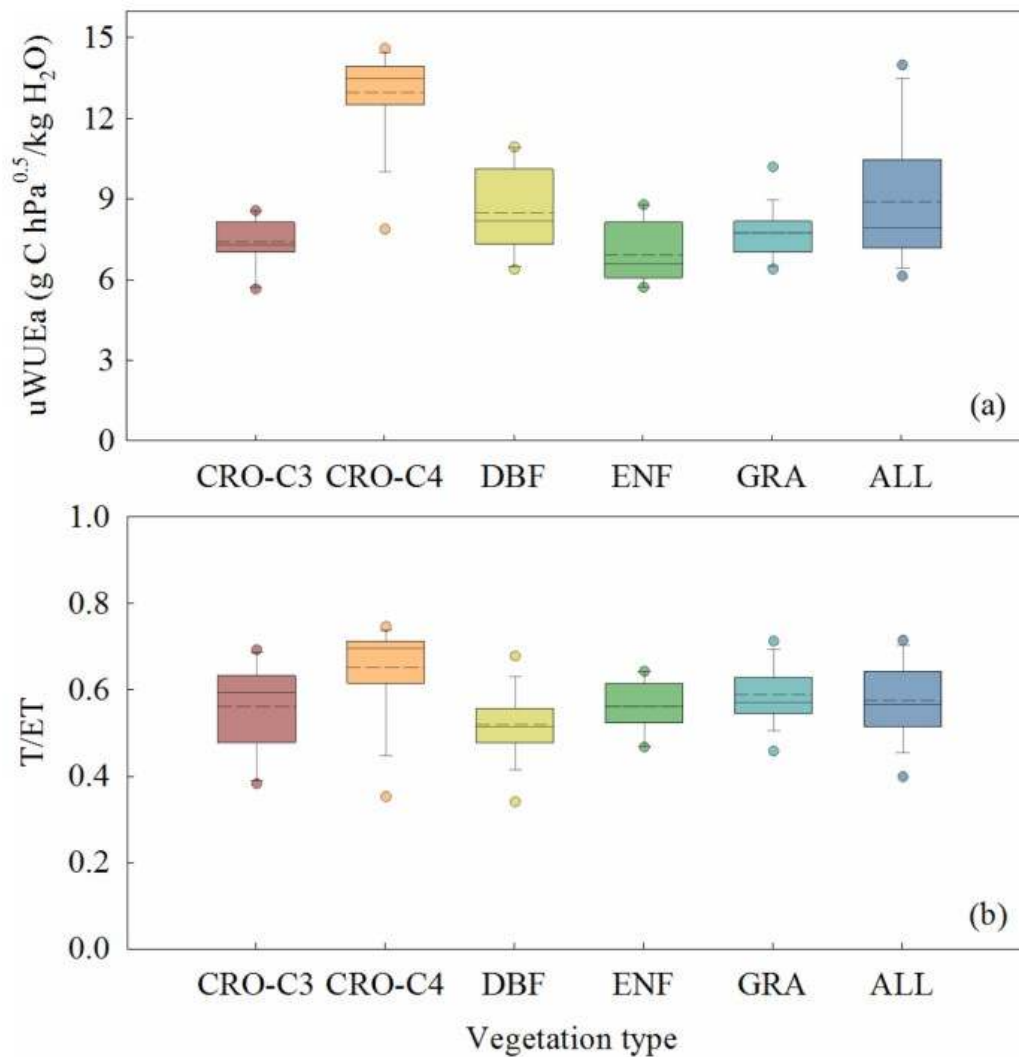 uWUEa (g C hPa^0.5/kg H₂O)
15
12
9
6
3
0
(a)
CRO-C3 CRO-C4 DBF ENF GRA ALL
T/ET
1.0
0.8
0.6
0.4
0.2
0.0
(b)
CRO-C3 CRO-C4 DBF ENF GRA ALL
Vegetation type